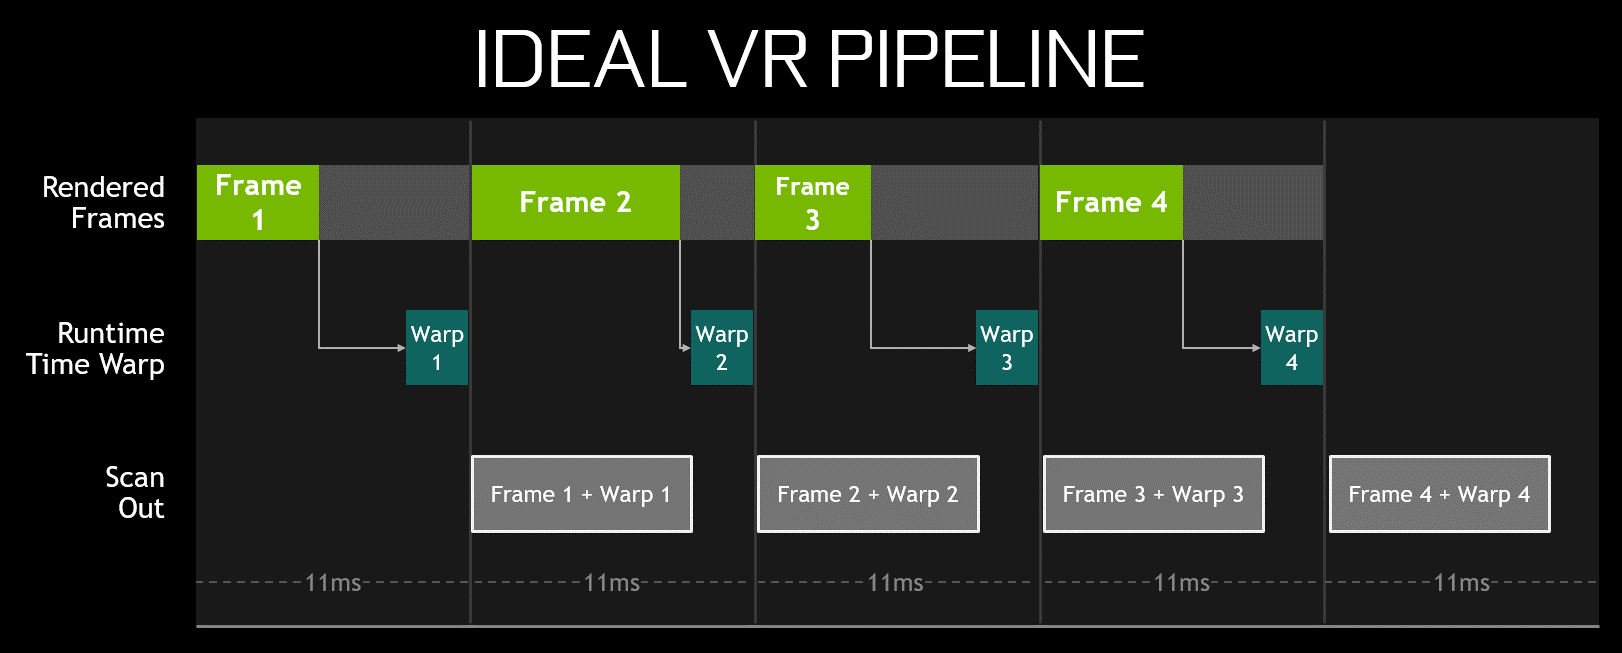 IDEAL VR PIPELINE
Rendered
Frames
Frame
1
Frame 2
Frame
3
Frame 4
Runtime
Time Warp
Warp
1
Warp
2
Warp
3
Warp
4
Scan
Out
Frame 1 + Warp 1
Frame 2 + Warp 2
Frame 3 + Warp 3
Frame 4 + Warp 4
11ms
11ms
11ms
11ms
11ms